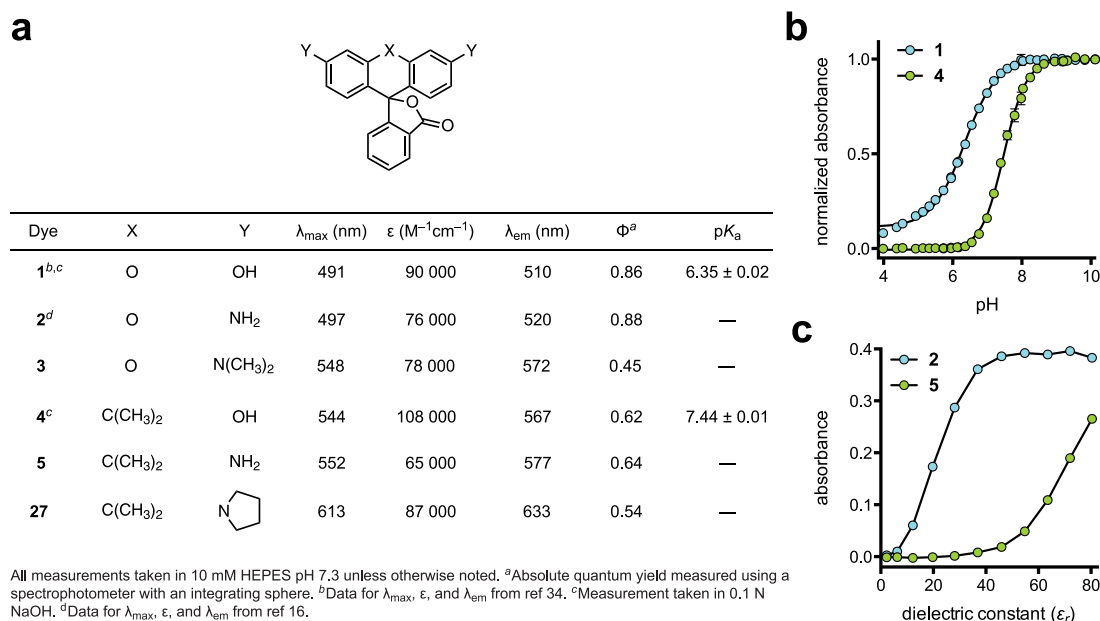 a
Y X Y
O
O
Dye X Y λmax (nm) ε (M⁻¹cm⁻¹) λem (nm) Φᵃ pKa
1ᵇ,ᶜ O OH 491 90 000 510 0.86 6.35 ± 0.02
2ᵈ O NH₂ 497 76 000 520 0.88 —
3 O N(CH₃)₂ 548 78 000 572 0.45 —
4ᶜ C(CH₃)₂ OH 544 108 000 567 0.62 7.44 ± 0.01
5 C(CH₃)₂ NH₂ 552 65 000 577 0.64 —
27 C(CH₃)₂ N 613 87 000 633 0.54 —
All measurements taken in 10 mM HEPES pH 7.3 unless otherwise noted. ᵃAbsolute quantum yield measured using a
spectrophotometer with an integrating sphere. ᵇData for λmax, ε, and λem from ref 34. ᶜMeasurement taken in 0.1 N
NaOH. ᵈData for λmax, ε, and λem from ref 16.
b
1
4
normalized absorbance
1.0
0.5
0.0
4 6 8 10
pH
c
2
5
absorbance
0.4
0.3
0.2
0.1
0.0
0 20 40 60 80
dielectric constant (εr)